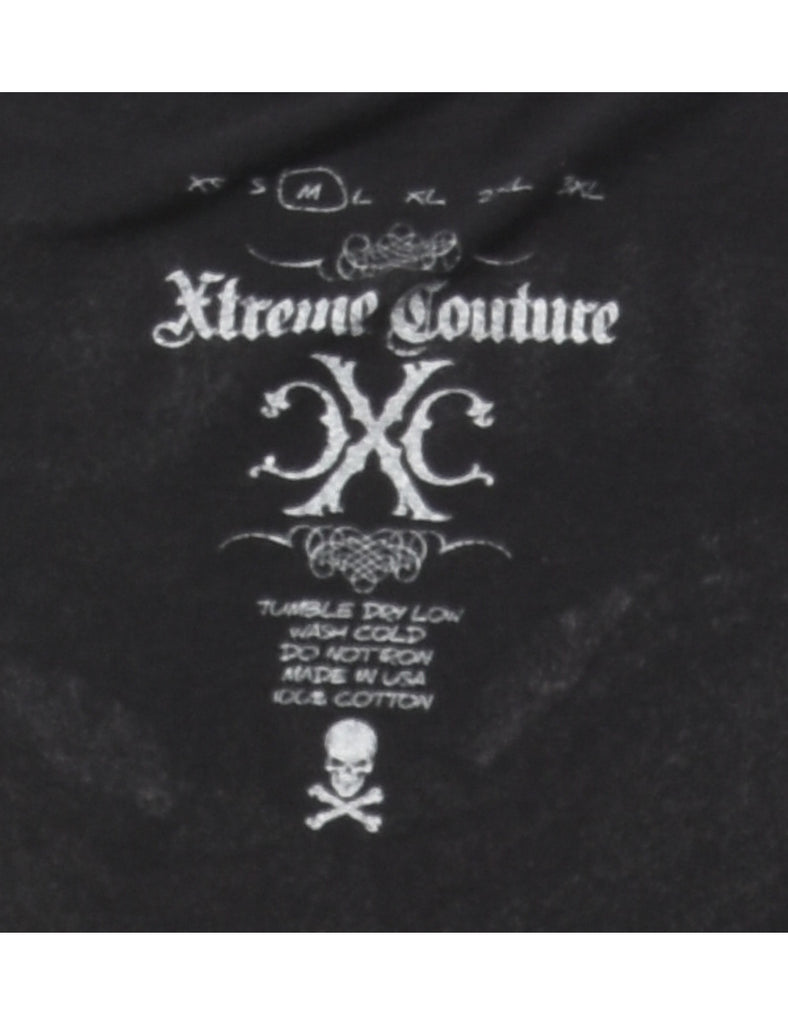 XS S M L XL 2XL 3XL
Xtreme Couture
CXC
TUMBLE DRY LOW
WASH COLD
DO NOT IRON
MADE IN USA
100% COTTON